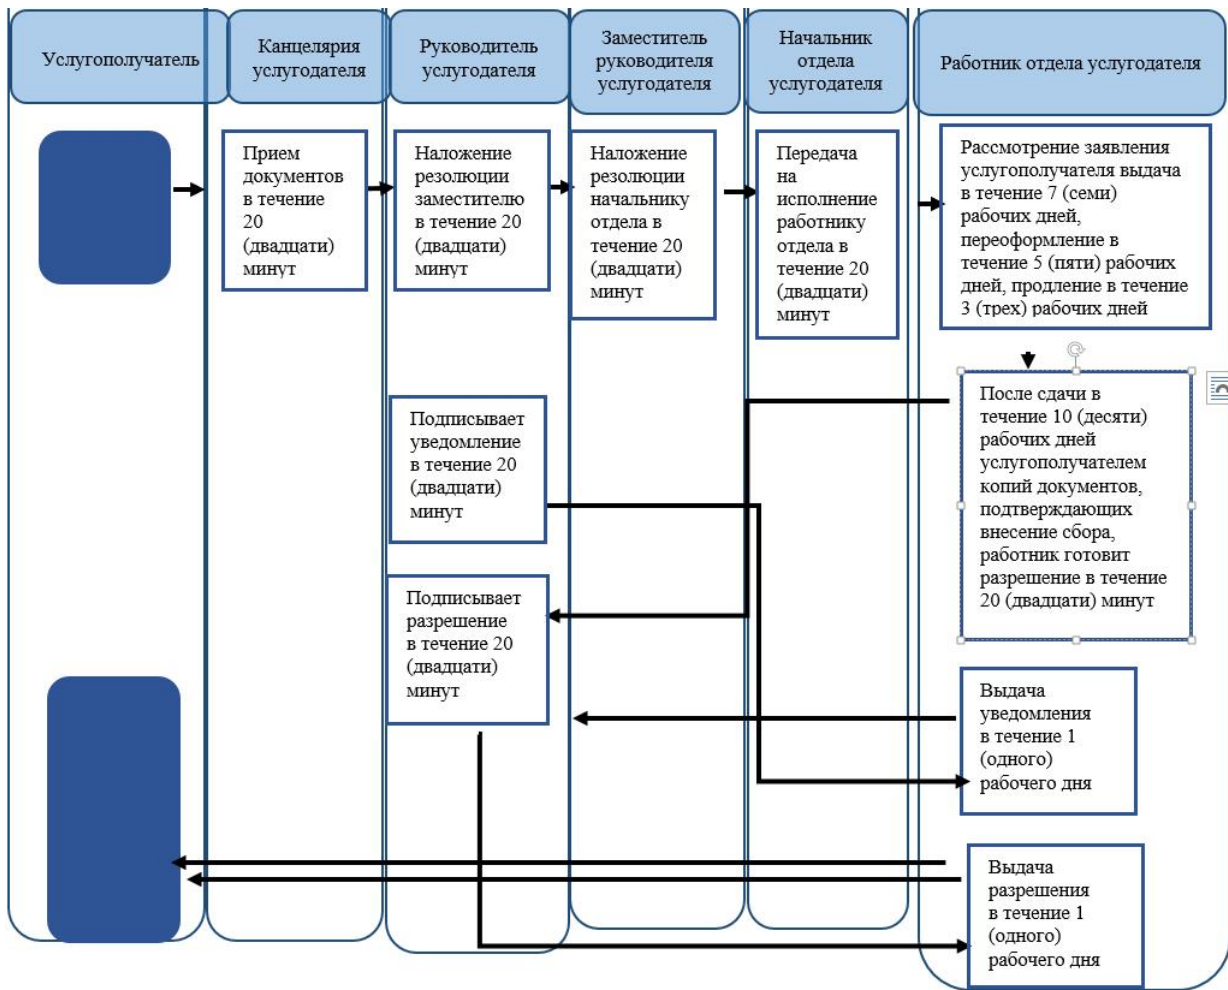 Услугополучатель
Канцелярия
услугодателя
Руководитель
услугодателя
Заместитель
руководителя
услугодателя
Начальник
отдела
услугодателя
Работник отдела услугодателя
Прием
документов
в течение
20
(двадцати)
минут
Наложение
резолюции
заместителю
в течение 20
(двадцати)
минут
Наложение
резолюции
начальнику
отдела в
течение 20
(двадцати)
минут
Передача
на
исполнение
работнику
отдела в
течение 20
(двадцати)
минут
Рассмотрение заявления
услугополучателя выдача
в течение 7 (семи)
рабочих дней,
переоформление в
течение 5 (пяти) рабочих
дней, продление в течение
3 (трех) рабочих дней
Подписывает
уведомление
в течение 20
(двадцати)
минут
После сдачи в
течение 10 (десяти)
рабочих дней
услугополучателем
копий документов,
подтверждающих
внесение сбора,
работник готовит
разрешение в течение
20 (двадцати) минут
Подписывает
разрешение
в течение 20
(двадцати)
минут
Выдача
уведомления
в течение 1
(одного)
рабочего дня
Выдача
разрешения
в течение 1
(одного)
рабочего дня